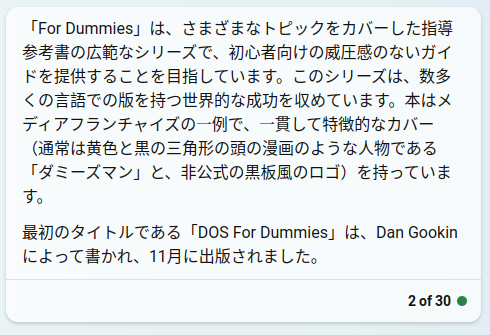 「For Dummies」は、さまざまなトピックをカバーした指導
参考書の広範なシリーズで、初心者向けの威圧感のないガイ
ドを提供することを目指しています。このシリーズは、数多
くの言語での版を持つ世界的な成功を収めています。本はメ
ディアフランチャイズの一例で、一貫して特徴的なカバー
（通常は黄色と黒の三角形の頭の漫画のような人物である
「ダミーズマン」と、非公式の黒板風のロゴ）を持っていま
す。
最初のタイトルである「DOS For Dummies」は、Dan Gookin
によって書かれ、11月に出版されました。
2 of 30